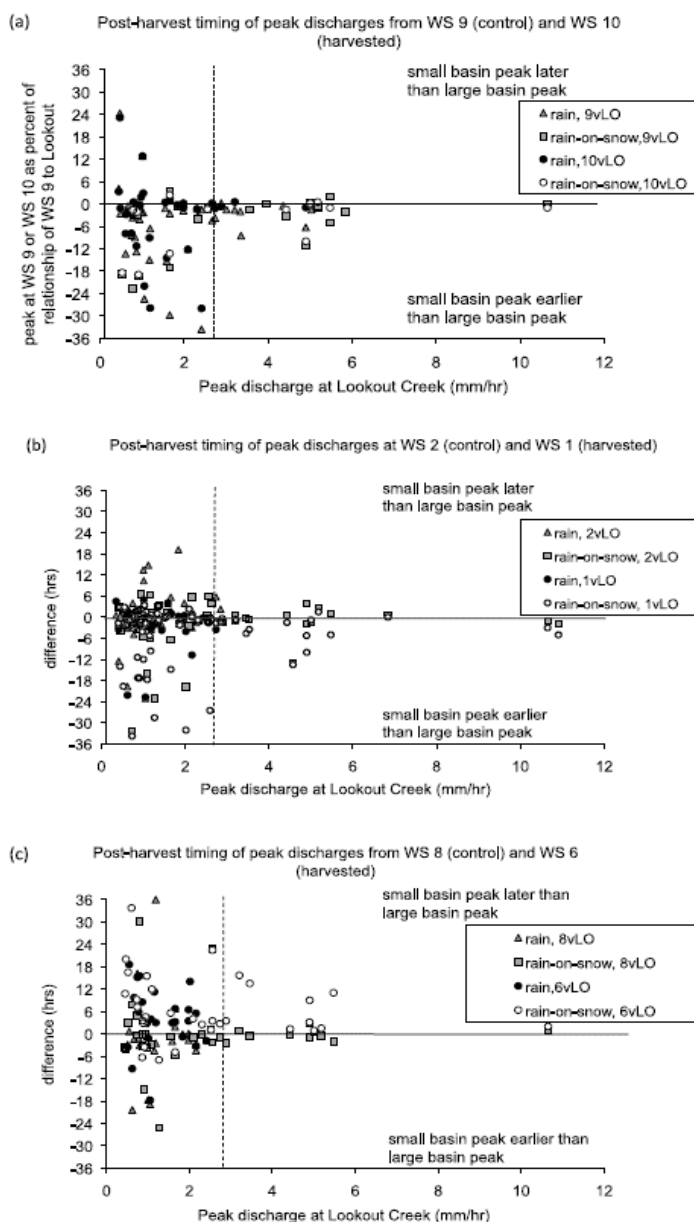 (a)
Post-harvest timing of peak discharges from WS 9 (control) and WS 10
(harvested)
peak at WS 9 or WS 10 as percent of
relationship of WS 9 to Lookout
36
30
24
18
12
6
0
-6
-12
-18
-24
-30
-36
small basin peak later
than large basin peak
rain, 9vLO
rain-on-snow,9vLO
rain,10vLO
rain-on-snow,10vLO
small basin peak earlier
than large basin peak
0 2 4 6 8 10 12
Peak discharge at Lookout Creek (mm/hr)
(b)
Post-harvest timing of peak discharges at WS 2 (control) and WS 1 (harvested)
difference (hrs)
36
30
24
18
12
6
0
-6
-12
-18
-24
-30
-36
small basin peak later
than large basin peak
rain, 2vLO
rain-on-snow, 2vLO
rain,1vLO
rain-on-snow, 1vLO
small basin peak earlier
than large basin peak
0 2 4 6 8 10 12
Peak discharge at Lookout Creek (mm/hr)
(c)
Post-harvest timing of peak discharges from WS 8 (control) and WS 6
(harvested)
difference (hrs)
36
30
24
18
12
6
0
-6
-12
-18
-24
-30
-36
small basin peak later than
large basin peak
rain, 8vLO
rain-on-snow, 8vLO
rain,6vLO
rain-on-snow, 6vLO
small basin peak earlier than
large basin peak
0 2 4 6 8 10 12
Peak discharge at Lookout Creek (mm/hr)